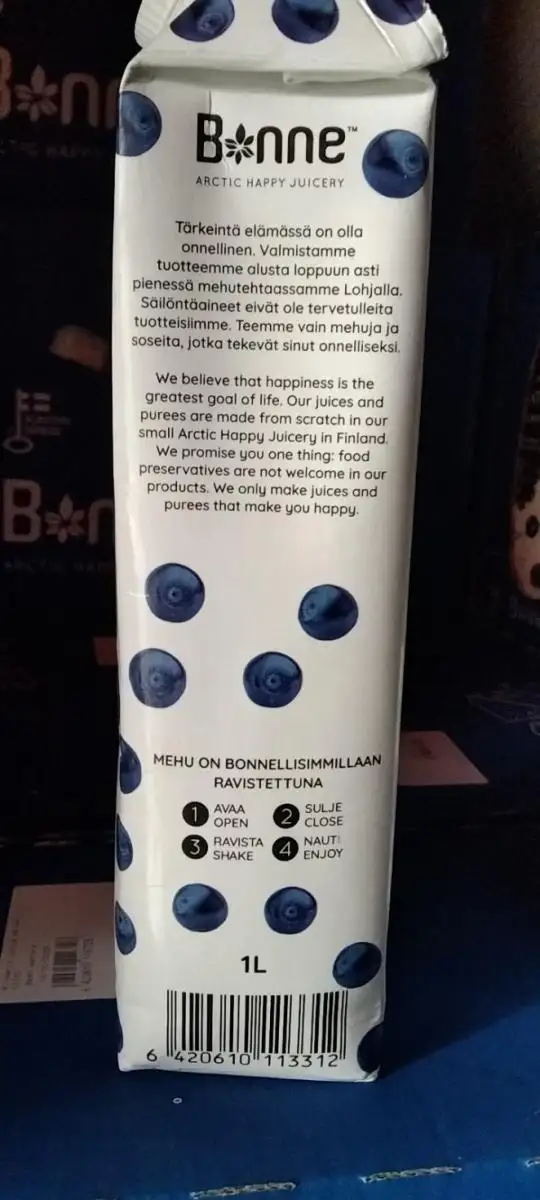 Bonne™
ARCTIC HAPPY JUICERY
Tärkeintä elämässä on olla
onnellinen. Valmistamme
tuotteemme alusta loppuun asti
pienessä mehutehtaassamme Lohjalla.
Säilöntäaineet eivät ole tervetulleita
tuotteisiimme. Teemme vain mehuja ja
soseita, jotka tekevät sinut onnelliseksi.
We believe that happiness is the
greatest goal of life. Our juices and
purees are made from scratch in our
small Arctic Happy Juicery in Finland.
We promise you one thing: food
preservatives are not welcome in our
products. We only make juices and
purees that make you happy.
MEHU ON BONNELLISIMMILLAAN
RAVISTETTUNA
1 AVAA OPEN
2 SULJE CLOSE
3 RAVISTA SHAKE
4 NAUTI ENJOY
1L
6 420610 113312